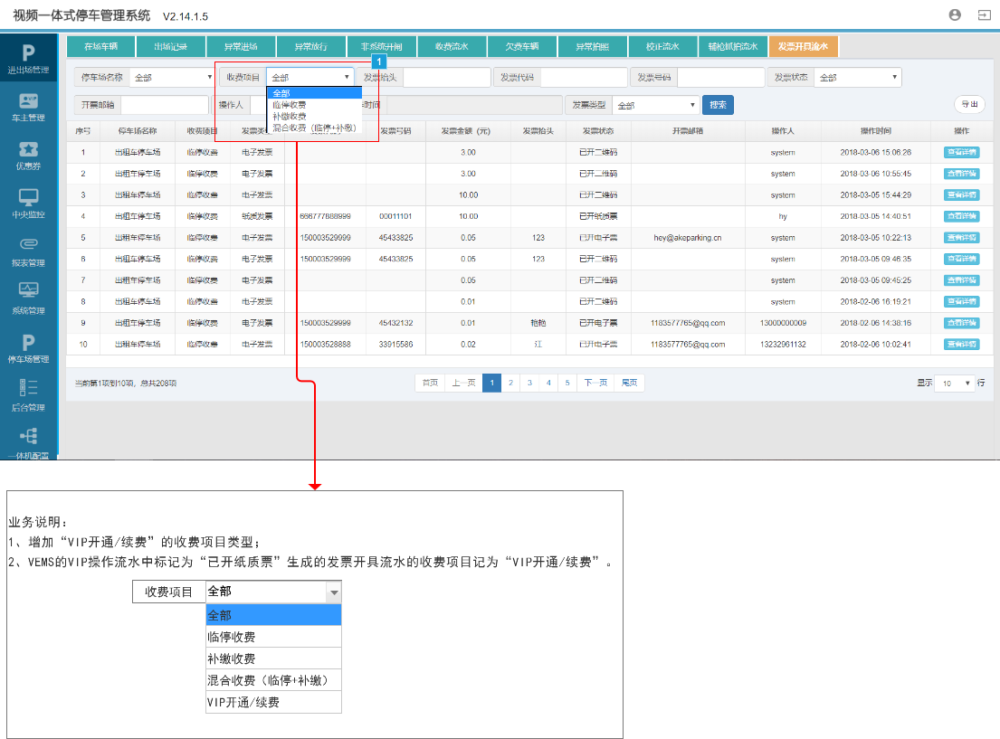 视频一体式停车管理系统 V2.14.1.5
进出场管理
车主管理
优惠券
中央监控
报表管理
系统管理
停车场管理
后台管理
一体机配置
在场车辆 出场记录 异常进场 异常放行 非系统开闸 收费流水 欠费车辆 异常拍照 校正流水 辅枪抓拍流水 发票开具流水
1
停车场名称 全部 收费项目 全部 发票抬头 发票代码 发票号码 发票状态 全部
全部
临停收费
补缴收费
混合收费（临停+补缴）
开票邮箱 操作人 时间 发票类型 全部 搜索 导出
序号 停车场名称 收费项目 发票类 发票号码 发票金额（元） 发票抬头 发票状态 开票邮箱 操作人 操作时间 操作
1 出租车停车场 临停收费 电子发票 3.00 已开二维码 system 2018-03-06 15:06:26 查看详情
2 出租车停车场 临停收费 电子发票 3.00 已开二维码 system 2018-03-06 10:55:45 查看详情
3 出租车停车场 临停收费 电子发票 10.00 已开二维码 system 2018-03-05 15:44:29 查看详情
4 出租车停车场 临停收费 纸质发票 666777888999 00011101 10.00 已开纸质票 hy 2018-03-05 14:40:51 查看详情
5 出租车停车场 临停收费 电子发票 150003529999 45433825 0.05 123 已开电子票 hey@akeparking.cn system 2018-03-05 10:22:13 查看详情
6 出租车停车场 临停收费 电子发票 150003529999 45433825 0.05 123 已开二维码 system 2018-03-05 09:46:35 查看详情
7 出租车停车场 临停收费 电子发票 0.05 已开二维码 system 2018-03-05 09:45:25 查看详情
8 出租车停车场 临停收费 电子发票 0.01 已开二维码 system 2018-02-06 16:19:21 查看详情
9 出租车停车场 临停收费 电子发票 150003529999 45432132 0.01 艳艳 已开电子票 1183577765@qq.com 13000000009 2018-02-06 14:38:16 查看详情
10 出租车停车场 临停收费 电子发票 150003528888 33915586 0.02 江 已开电子票 1183577765@qq.com 13232961132 2018-02-06 10:02:41 查看详情
当前第1项到10项，总共208项 首页 上一页 1 2 3 4 5 下一页 尾页 显示 10 行
业务说明：
1、增加“VIP开通/续费”的收费项目类型；
2、VEMS的VIP操作流水中标记为“已开纸质票”生成的发票开具流水的收费项目记为“VIP开通/续费”。
收费项目 全部
全部
临停收费
补缴收费
混合收费（临停+补缴）
VIP开通/续费